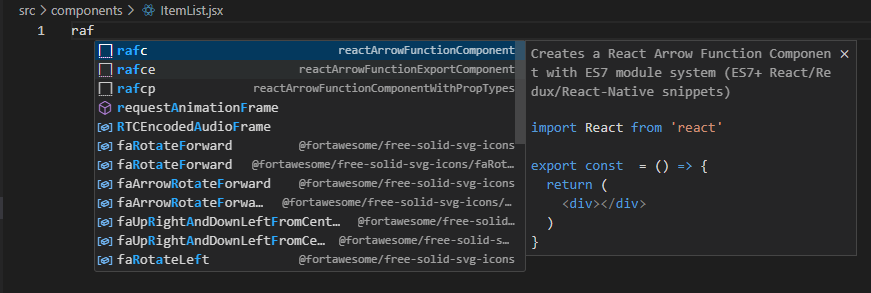 src > components > ItemList.jsx
1 raf
rafc reactArrowFunctionComponent
rafce reactArrowFunctionExportComponent
rafcp reactArrowFunctionComponentWithPropTypes
requestAnimationFrame
RTCEncodedAudioFrame
faRotateForward @fortawesome/free-solid-svg-icons
faRotateForward @fortawesome/free-solid-svg-icons/faRot...
faArrowRotateForward @fortawesome/free-solid-svg-icons
faArrowRotateForwa... @fortawesome/free-solid-svg-icons/...
faUpRightAndDownLeftFromCent... @fortawesome/free-solid...
faUpRightAndDownLeftFromCe... @fortawesome/free-solid-s...
faRotateLeft @fortawesome/free-solid-svg-icons
Creates a React Arrow Function Componen
t with ES7 module system (ES7+ React/Re
dux/React-Native snippets)
import React from 'react'
export const  = () => {
  return (
    <div></div>
  )
}